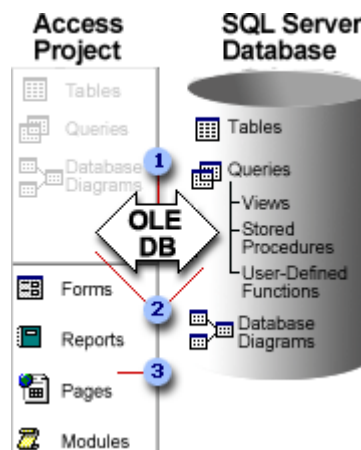 Access
Project
Tables
Queries
Database
Diagrams
1
OLE
DB
2
Forms
Reports
3
Pages
Modules
SQL Server
Database
Tables
Queries
Views
Stored
Procedures
User-Defined
Functions
Database
Diagrams